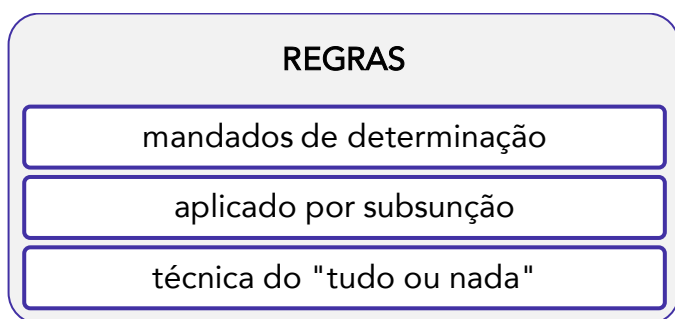 REGRAS
mandados de determinação
aplicado por subsunção
técnica do "tudo ou nada"